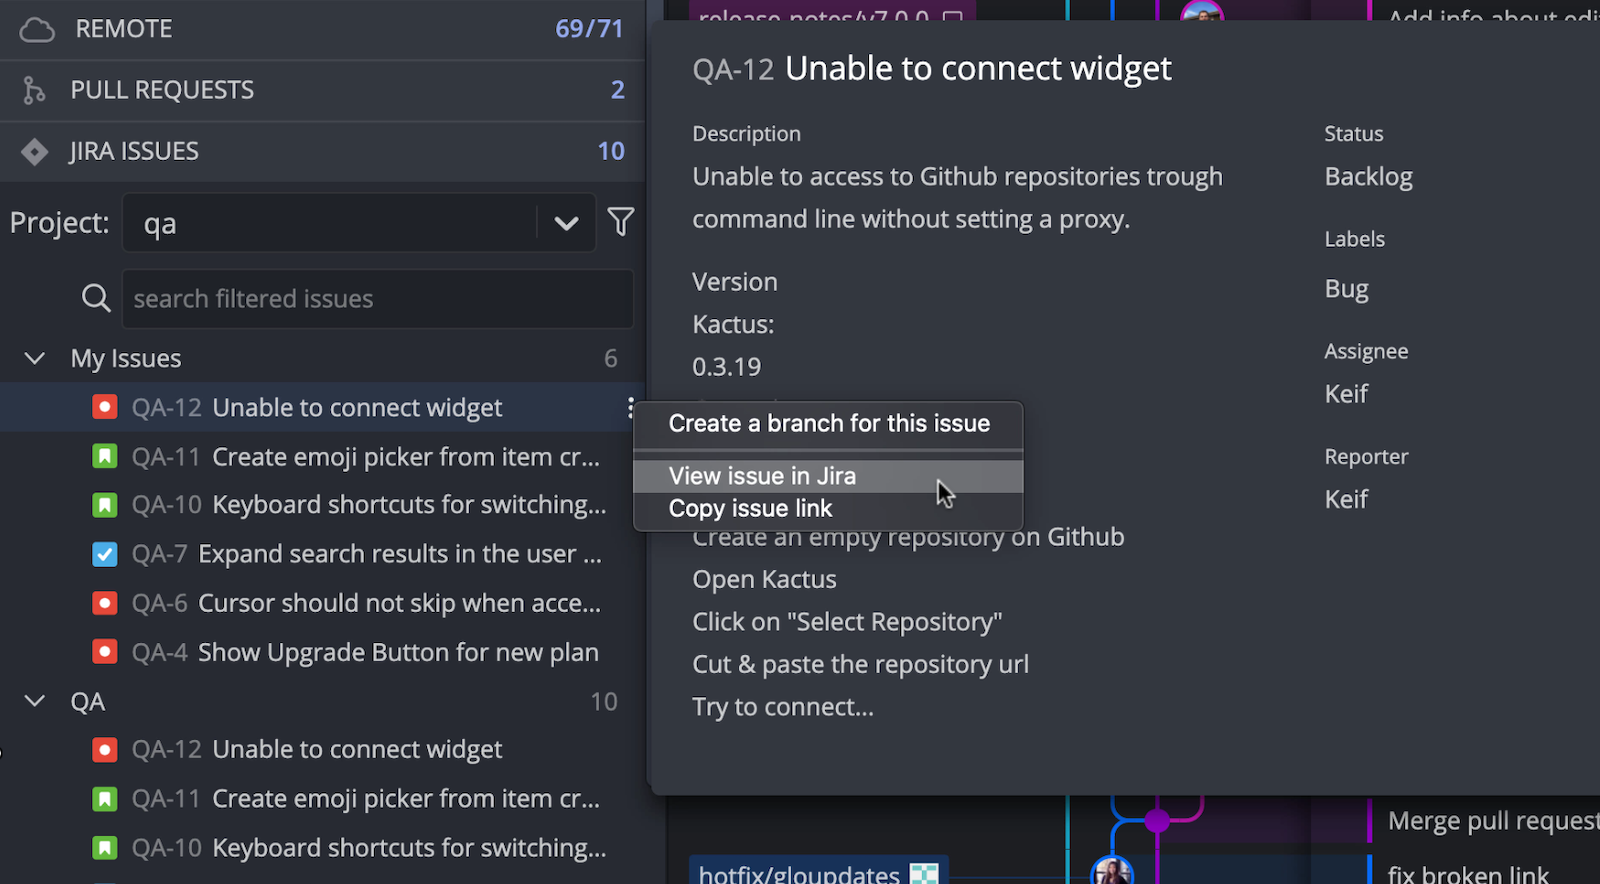 REMOTE 69/71
PULL REQUESTS 2
JIRA ISSUES 10
Project: qa
search filtered issues
My Issues 6
QA-12 Unable to connect widget
QA-11 Create emoji picker from item cr...
QA-10 Keyboard shortcuts for switching...
QA-7 Expand search results in the user ...
QA-6 Cursor should not skip when acce...
QA-4 Show Upgrade Button for new plan
QA 10
QA-12 Unable to connect widget
QA-11 Create emoji picker from item cr...
QA-10 Keyboard shortcuts for switching...
release-notes/v7.0.0
Add info about edi
QA-12 Unable to connect widget
Description
Unable to access to Github repositories trough
command line without setting a proxy.
Version
Kactus:
0.3.19
Create a branch for this issue
View issue in Jira
Copy issue link
Create an empty repository on Github
Open Kactus
Click on "Select Repository"
Cut & paste the repository url
Try to connect...
Status
Backlog
Labels
Bug
Assignee
Keif
Reporter
Keif
Merge pull request
hotfix/gloupdates
fix broken link